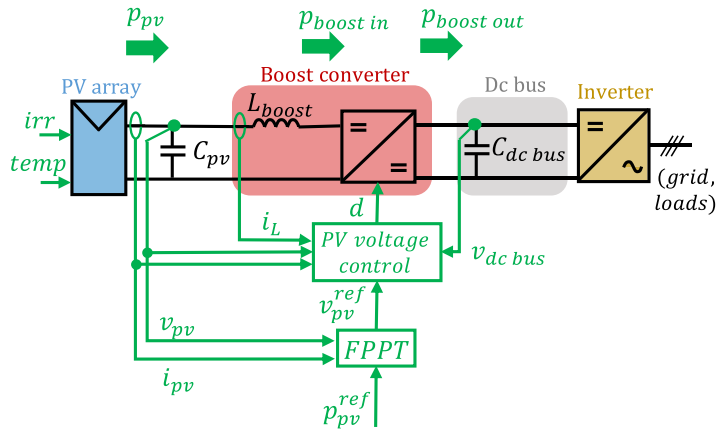 p_pv
p_boost in
p_boost out
PV array
Boost converter
Dc bus
Inverter
irr
temp
L_boost
=
=
=
~
C_pv
C_dc bus
(grid,
loads)
i_L
d
PV voltage
control
v_dc bus
v_pv^ref
v_pv
FPPT
i_pv
p_pv^ref